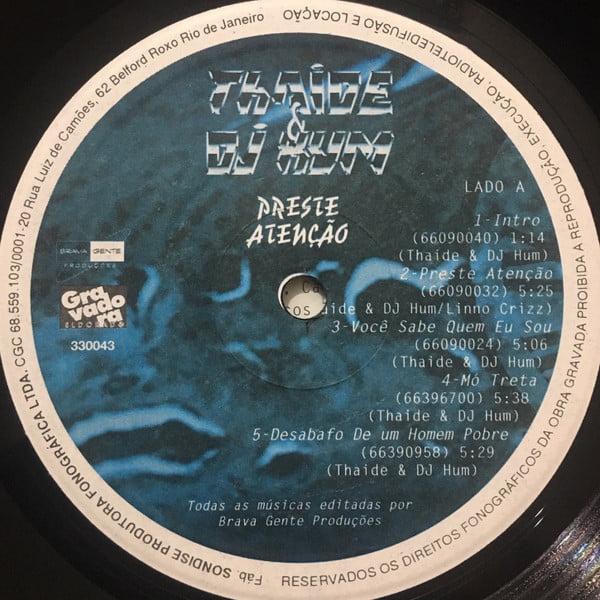 Fáb. SONDISE PRODUTORA FONOGRÁFICA LTDA. CGC 68.559.103/0001-20 Rua Luiz de Camões, 62 Belford Roxo Rio de Janeiro
RESERVADOS OS DIREITOS FONOGRÁFICOS DA OBRA GRAVADA PROIBIDA A REPRODUÇÃO, EXECUÇÃO, RADIOTELEDIFUSÃO E LOCAÇÃO
THAÍDE
&
DJ HUM
PRESTE
ATENÇÃO
LADO A
BRAVA GENTE
PRODUÇÕES
Gravadora
ELDORADO
330043
1-Intro
(66090040) 1:14
(Thaide & DJ Hum)
2-Preste Atenção
(66090032) 5:25
& DJ Hum/Linno Crizz)
3-Você Sabe Quem Eu Sou
(66090024) 5:06
(Thaide & DJ Hum)
4-Mó Treta
(66396700) 5:38
(Thaide & DJ Hum)
5-Desabafo De um Homem Pobre
(66390958) 5:29
(Thaide & DJ Hum)
Todas as músicas editadas por
Brava Gente Produções